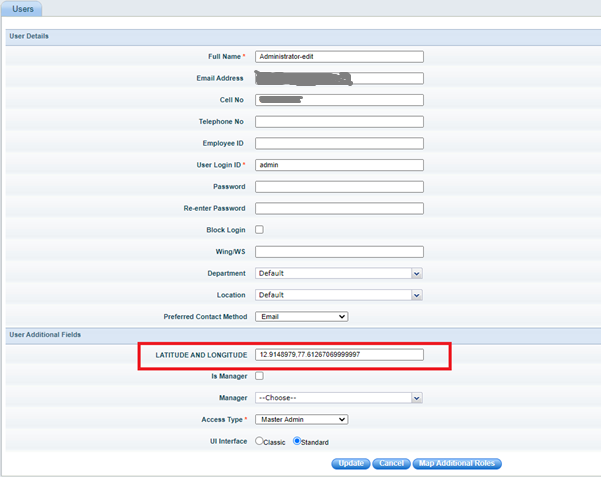 Users
User Details
Full Name * Administrator-edit
Email Address
Cell No
Telephone No
Employee ID
User Login ID * admin
Password
Re-enter Password
Block Login
Wing/WS
Department Default
Location Default
Preferred Contact Method Email
User Additional Fields
LATITUDE AND LONGITUDE 12.9148979,77.61267069999997
Is Manager
Manager --Choose--
Access Type * Master Admin
UI Interface Classic Standard
Update Cancel Map Additional Roles